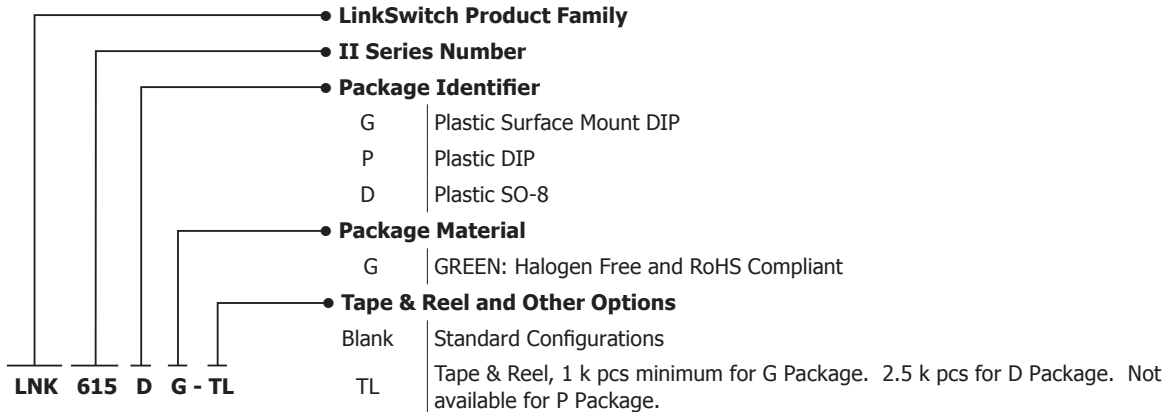 LinkSwitch Product Family
II Series Number
Package Identifier
G Plastic Surface Mount DIP
P Plastic DIP
D Plastic SO-8
Package Material
G GREEN: Halogen Free and RoHS Compliant
Tape & Reel and Other Options
Blank Standard Configurations
TL Tape & Reel, 1 k pcs minimum for G Package. 2.5 k pcs for D Package. Not
available for P Package.
LNK 615 D G - TL